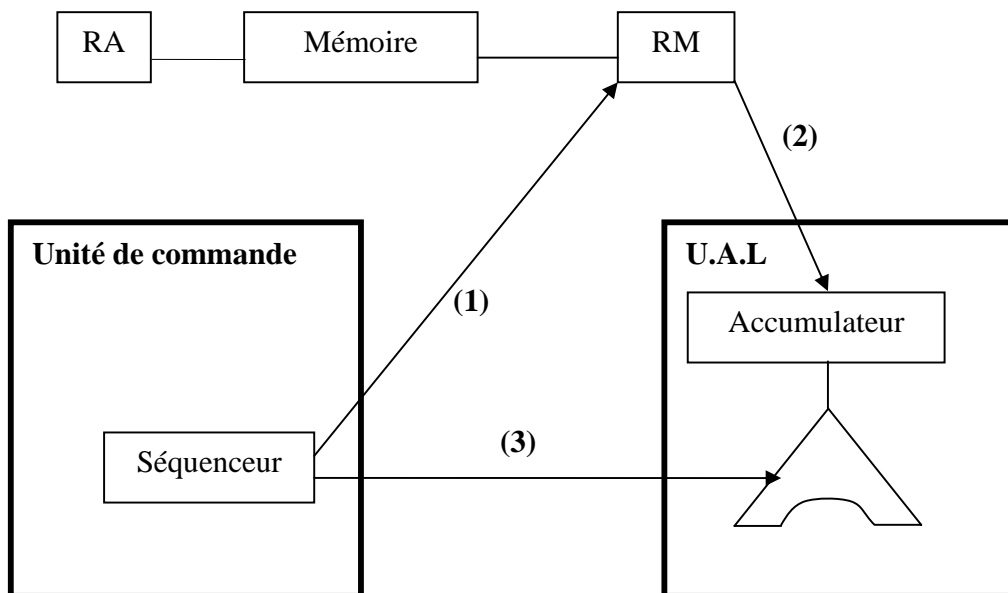 RA
Mémoire
RM
(2)
Unité de commande
U.A.L
(1)
Accumulateur
(3)
Séquenceur